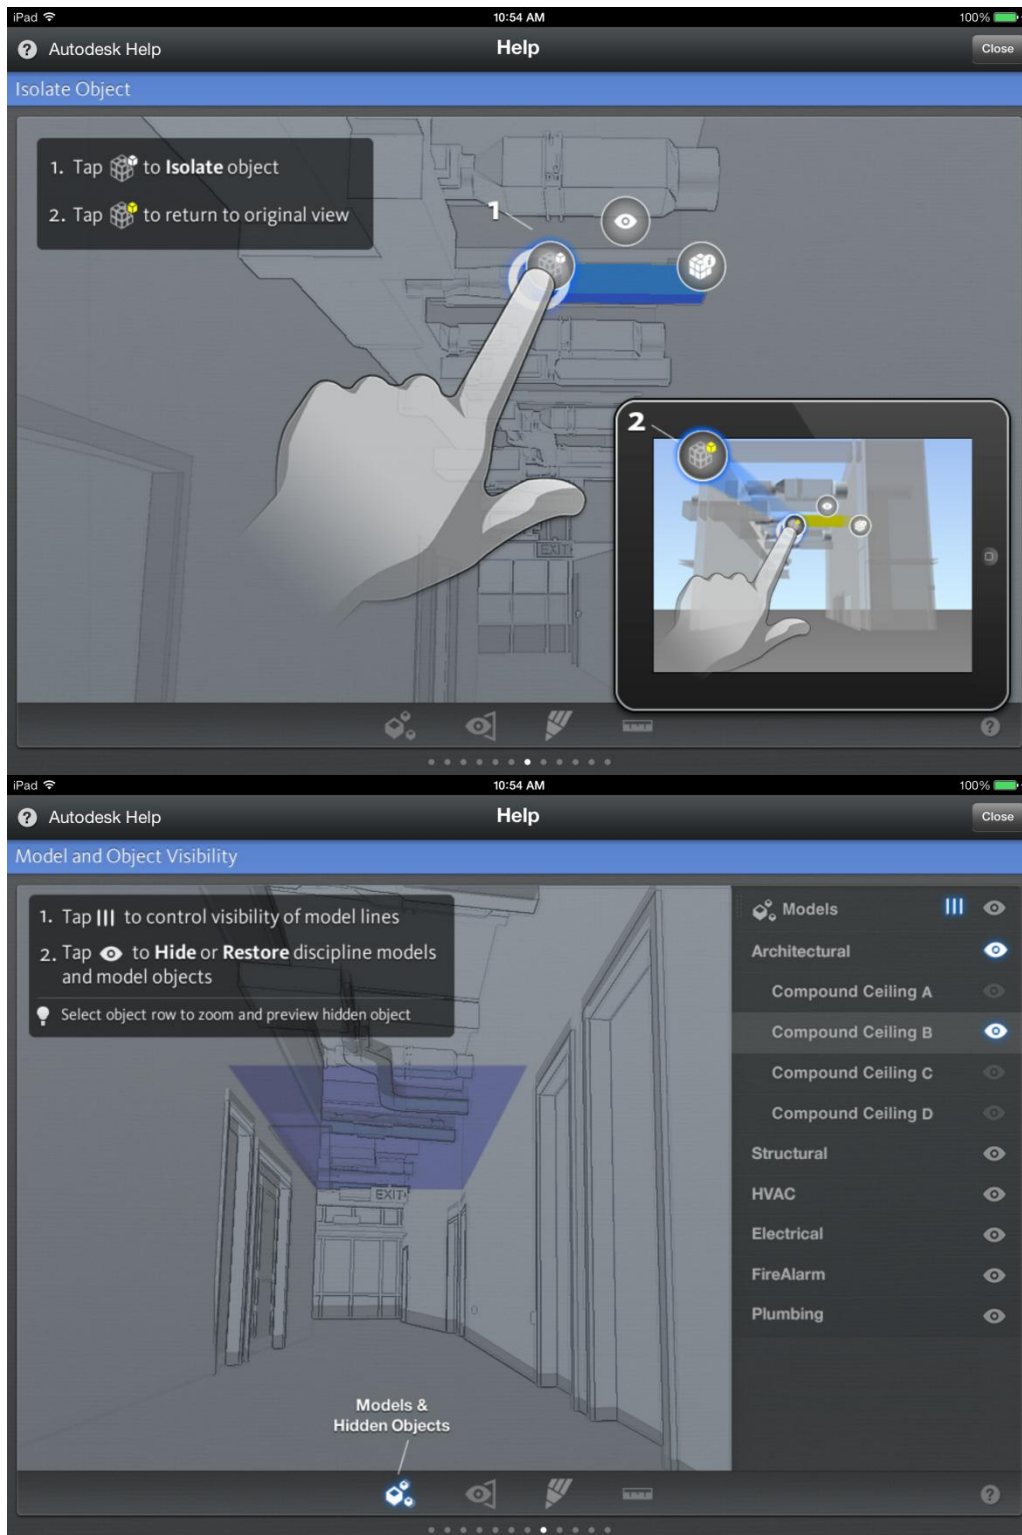 iPad 10:54 AM 100%
? Autodesk Help Help Close
Isolate Object
1. Tap to Isolate object
2. Tap to return to original view
1
2
EXIT
?
iPad 10:54 AM 100%
? Autodesk Help Help Close
Model and Object Visibility
1. Tap to control visibility of model lines
2. Tap to Hide or Restore discipline models
and model objects
Select object row to zoom and preview hidden object
Models
Architectural
Compound Ceiling A
Compound Ceiling B
Compound Ceiling C
Compound Ceiling D
Structural
HVAC
Electrical
FireAlarm
Plumbing
EXIT
Models &
Hidden Objects
?